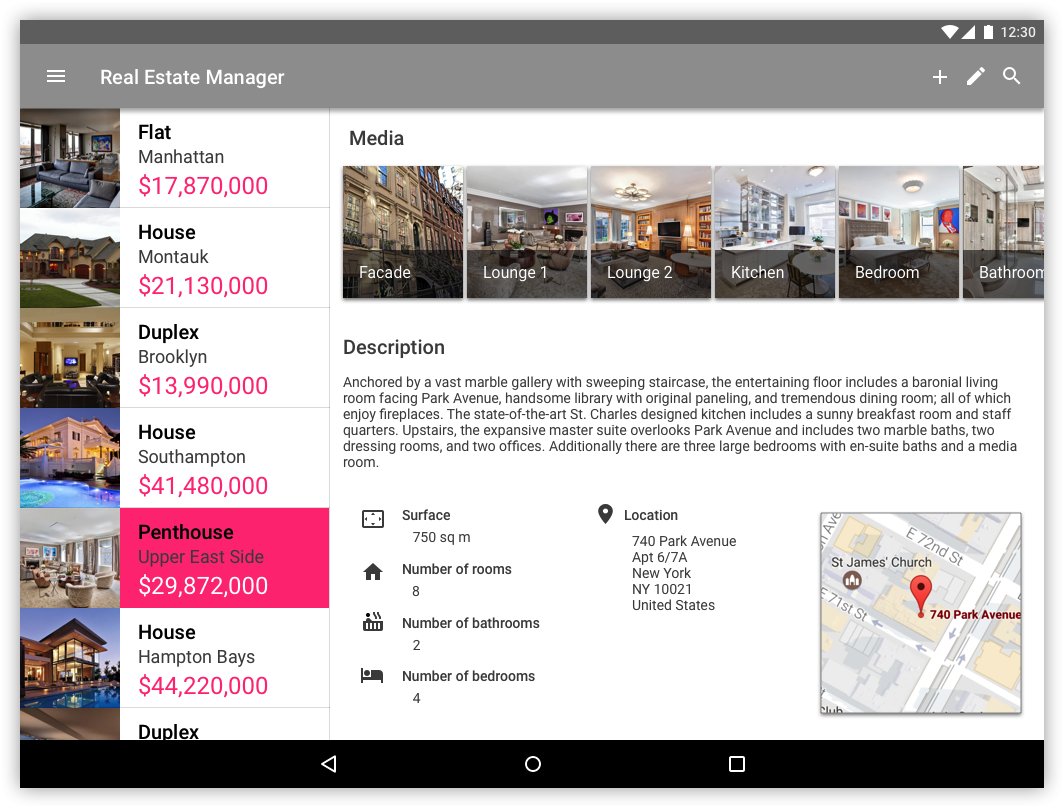 12:30
Real Estate Manager
Flat
Manhattan
$17,870,000
House
Montauk
$21,130,000
Duplex
Brooklyn
$13,990,000
House
Southampton
$41,480,000
Penthouse
Upper East Side
$29,872,000
House
Hampton Bays
$44,220,000
Duplex
Media
Facade
Lounge 1
Lounge 2
Kitchen
Bedroom
Bathroom
Description
Anchored by a vast marble gallery with sweeping staircase, the entertaining floor includes a baronial living
room facing Park Avenue, handsome library with original paneling, and tremendous dining room; all of which
enjoy fireplaces. The state-of-the-art St. Charles designed kitchen includes a sunny breakfast room and staff
quarters. Upstairs, the expansive master suite overlooks Park Avenue and includes two marble baths, two
dressing rooms, and two offices. Additionally there are three large bedrooms with en-suite baths and a media
room.
Surface
750 sq m
Number of rooms
8
Number of bathrooms
2
Number of bedrooms
4
Location
740 Park Avenue
Apt 6/7A
New York
NY 10021
United States
E 72nd St
St James' Church
E 71st St
740 Park Avenue
Club